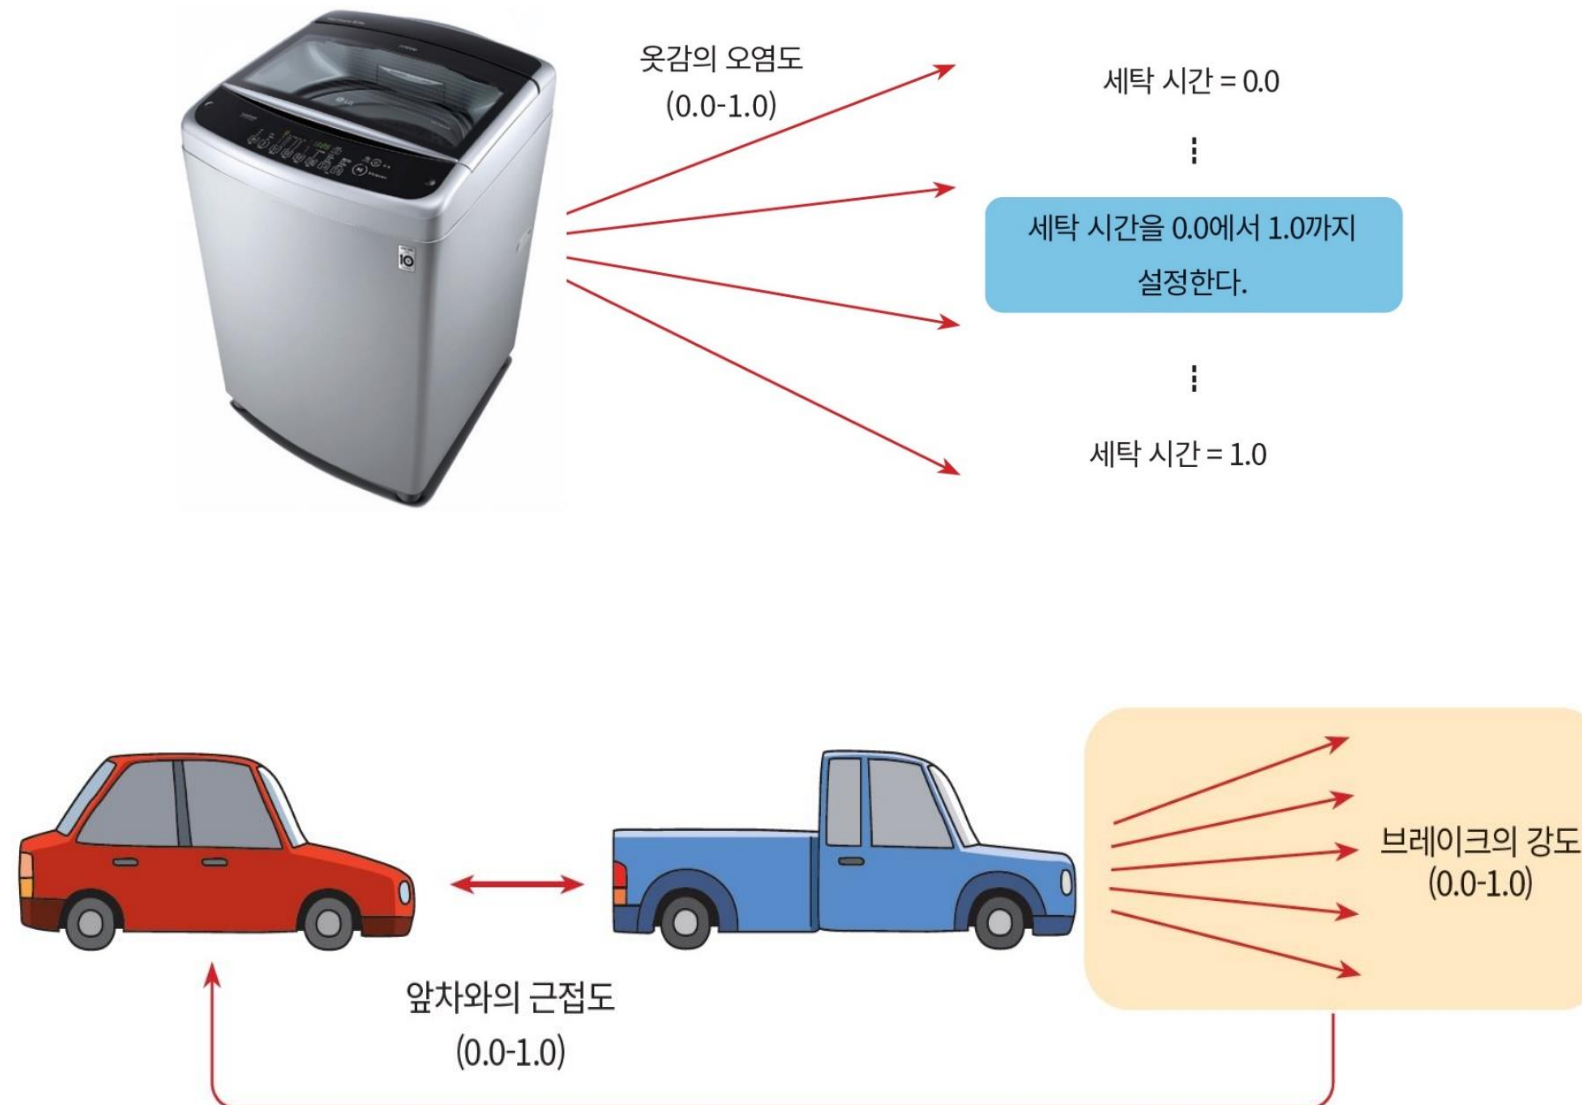 옷감의 오염도
(0.0-1.0)
세탁 시간 = 0.0
세탁 시간을 0.0에서 1.0까지
설정한다.
세탁 시간 = 1.0
브레이크의 강도
(0.0-1.0)
앞차와의 근접도
(0.0-1.0)